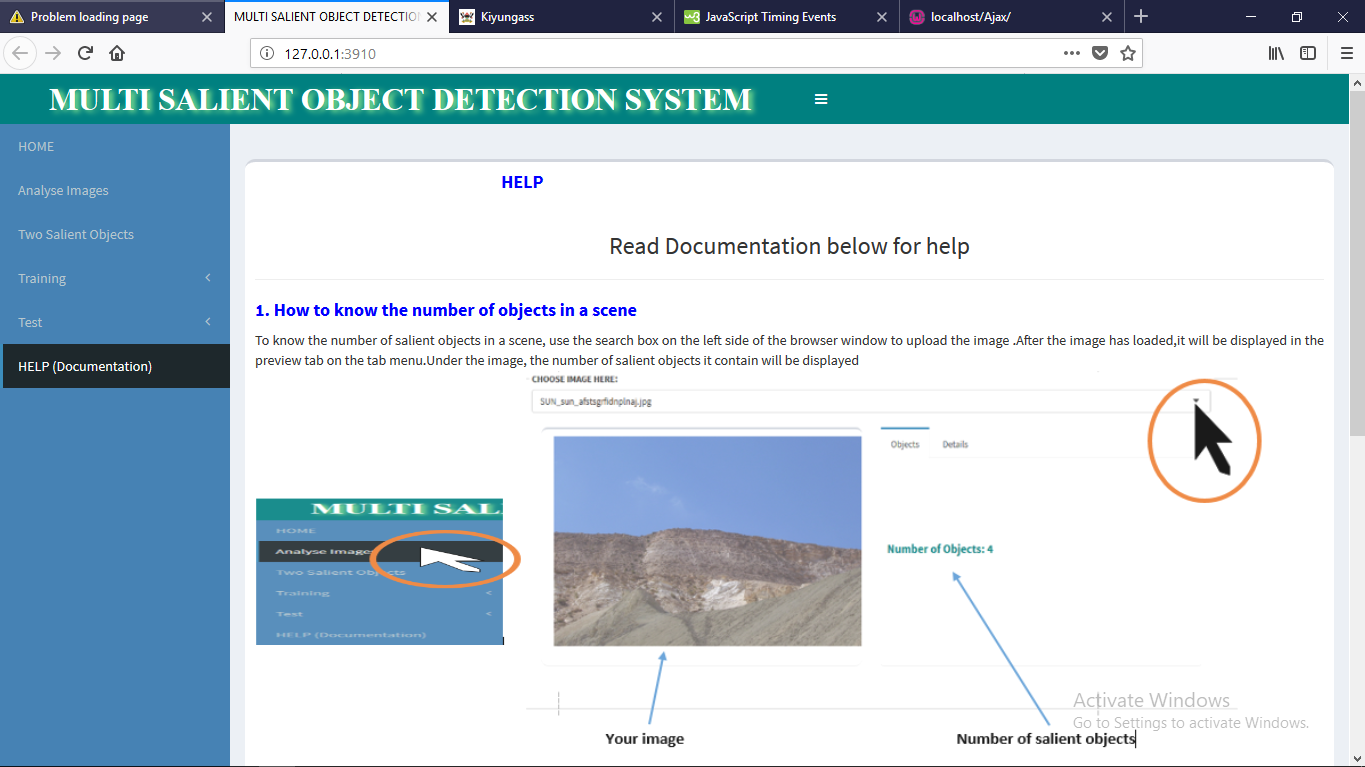 Problem loading page
MULTI SALIENT OBJECT DETECTIO
Kiyungass
JavaScript Timing Events
localhost/Ajax/
127.0.0.1:3910
MULTI SALIENT OBJECT DETECTION SYSTEM
HOME
Analyse Images
Two Salient Objects
Training
Test
HELP (Documentation)
HELP
Read Documentation below for help
1. How to know the number of objects in a scene
To know the number of salient objects in a scene, use the search box on the left side of the browser window to upload the image .After the image has loaded,it will be displayed in the
preview tab on the tab menu.Under the image, the number of salient objects it contain will be displayed
CHOOSE IMAGE HERE:
SUN_sun_afstsgrfidnplnaj.jpg
Objects
Details
MULTI SAL
HOME
Analyse Images
Two Salient Objects
Training
Test
HELP (Documentation)
Number of Objects: 4
Your image
Number of salient objects
Activate Windows
Go to Settings to activate Windows.